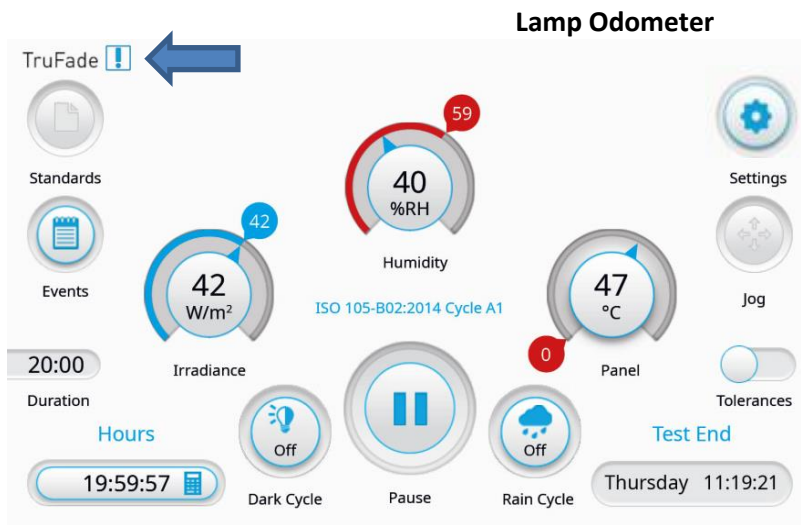 Lamp Odometer
TruFade !
59
Standards
40
%RH
Settings
42
Humidity
Events
42
W/m²
47
°C
Jog
ISO 105-B02:2014 Cycle A1
0
20:00
Irradiance
Panel
Duration
Tolerances
Hours
Off
Off
Test End
19:59:57
Dark Cycle
Pause
Rain Cycle
Thursday 11:19:21